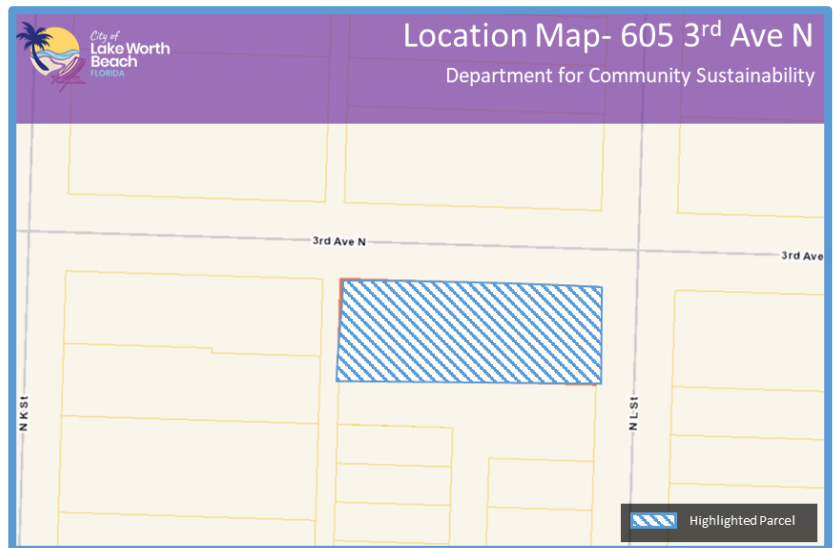 City of
Lake Worth
Beach
FLORIDA
Location Map- 605 3rd Ave N
Department for Community Sustainability
3rd Ave N
3rd Ave
N K St
N L St
Highlighted Parcel